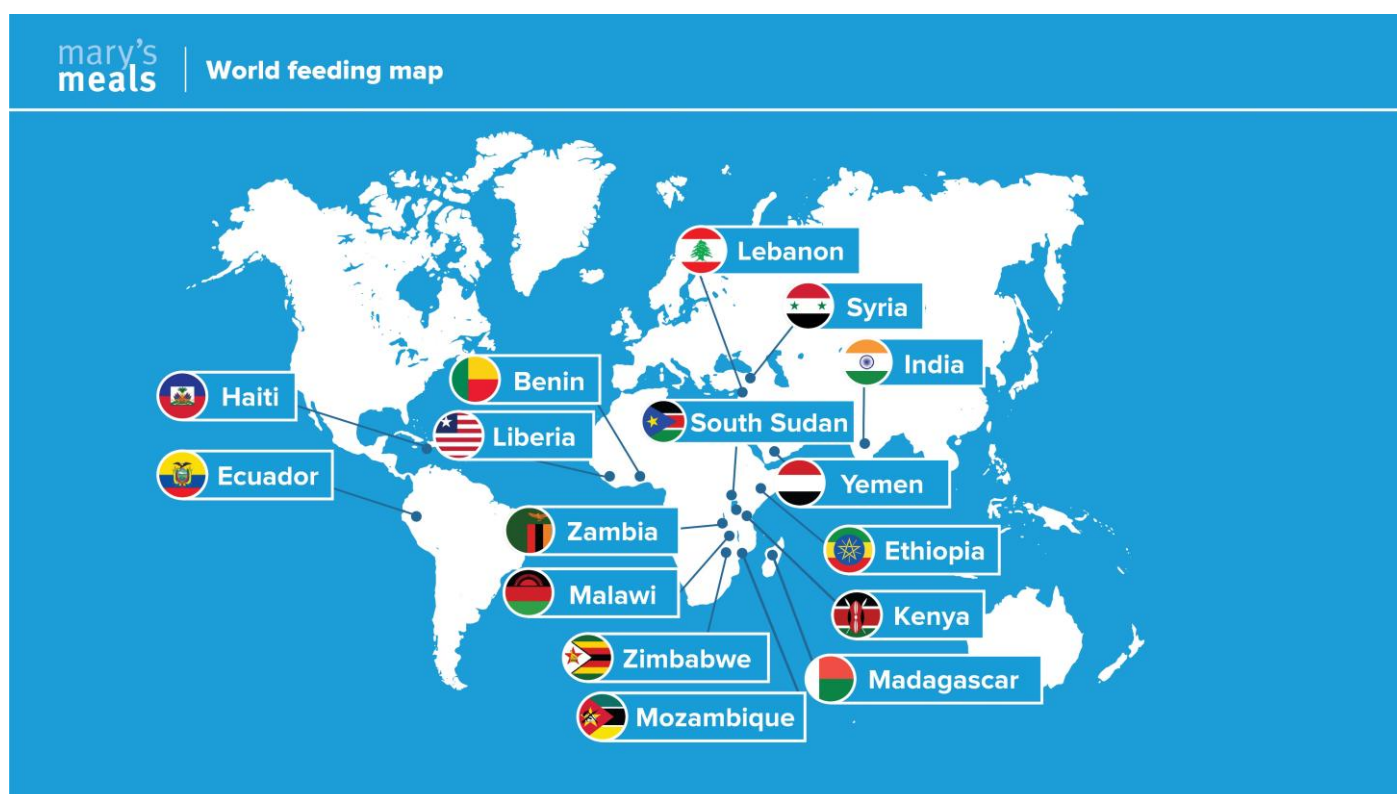 mary's
meals
World feeding map
Lebanon
Syria
India
Benin
Haiti
South Sudan
Liberia
Ecuador
Yemen
Zambia
Ethiopia
Malawi
Kenya
Zimbabwe
Madagascar
Mozambique